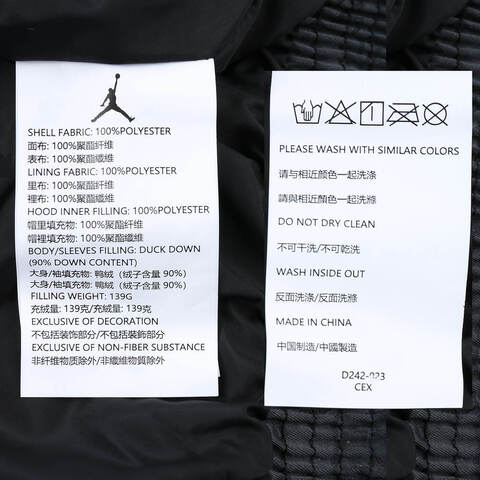 SHELL FABRIC: 100%POLYESTER
面布: 100%聚酯纤维
表布: 100%聚酯纖維
LINING FABRIC: 100%POLYESTER
里布: 100%聚酯纤维
裡布: 100%聚酯纖維
HOOD INNER FILLING: 100%POLYESTER
帽里填充物: 100%聚酯纤维
帽裡填充物: 100%聚酯纖維
BODY/SLEEVES FILLING: DUCK DOWN
(90% DOWN CONTENT)
大身/袖填充物: 鸭绒 (绒子含量 90%)
大身/袖填充物: 鴨絨 (絨子含量 90%)
FILLING WEIGHT: 139G
充绒量: 139克/充絨量: 139克
EXCLUSIVE OF DECORATION
不包括装饰部分/不包括裝飾部分
EXCLUSIVE OF NON-FIBER SUBSTANCE
非纤维物质除外/非纖維物質除外
PLEASE WASH WITH SIMILAR COLORS
请与相近颜色一起洗涤
請與相近顏色一起洗滌
DO NOT DRY CLEAN
不可干洗/不可乾洗
WASH INSIDE OUT
反面洗涤/反面洗滌
MADE IN CHINA
中国制造/中國製造
D242-023
CEX